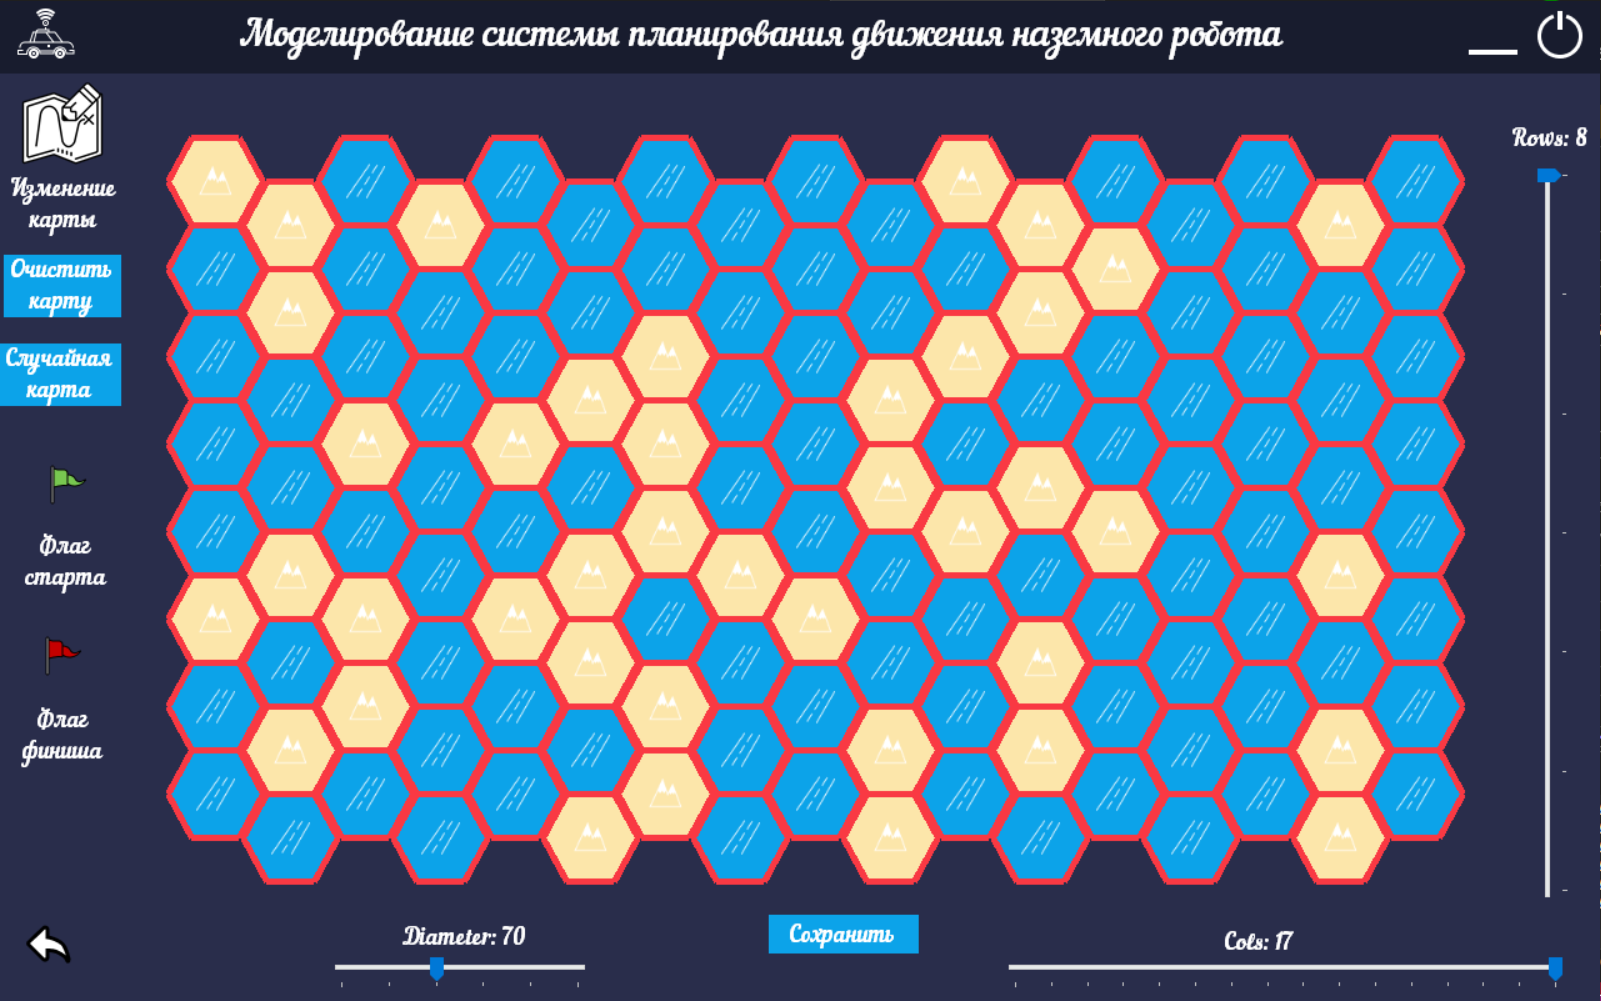 Моделирование системы планирования движения наземного робота
Rows: 8
Изменение
карты
Очистить
карту
Случайная
карта
Флаг
старта
Флаг
финиша
Diameter: 70
Сохранить
Cols: 17